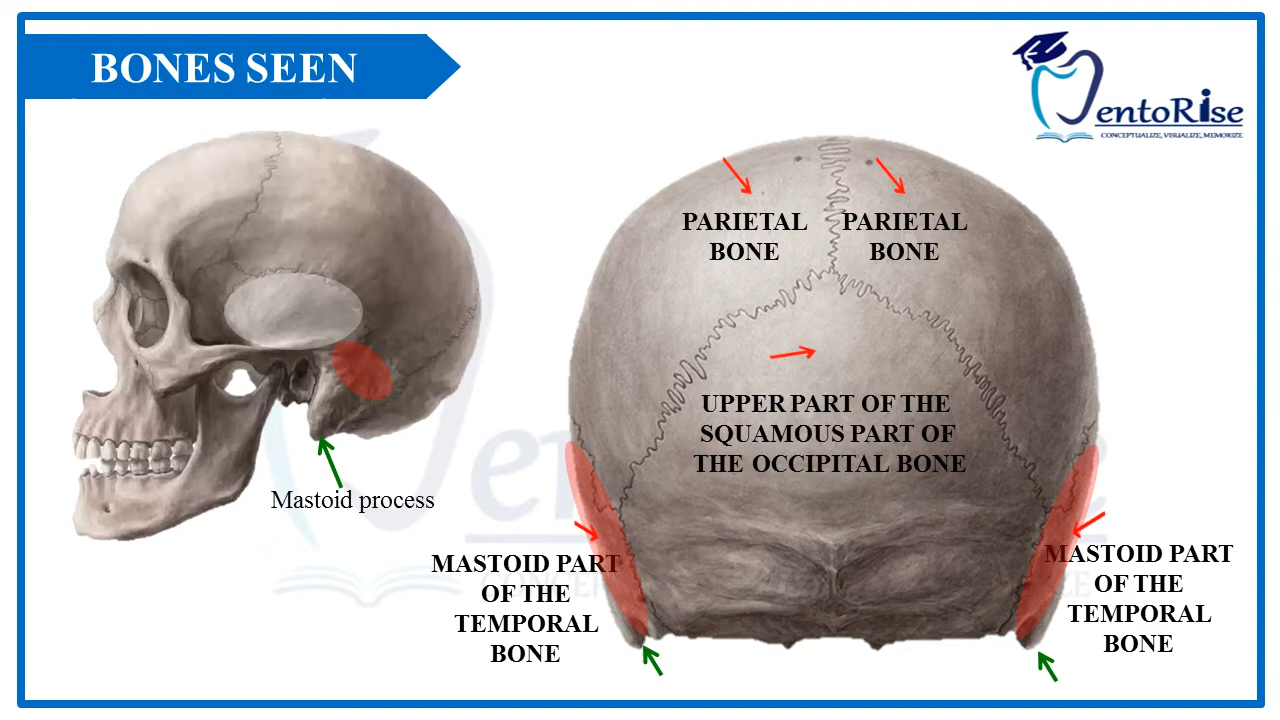 BONES SEEN
entoRise
CONCEPTUALIZE, VISUALIZE, MEMORIZE
PARIETAL
BONE
PARIETAL
BONE
UPPER PART OF THE
SQUAMOUS PART OF
THE OCCIPITAL BONE
Mastoid process
MASTOID PART
OF THE
TEMPORAL
BONE
MASTOID PART
OF THE
TEMPORAL
BONE